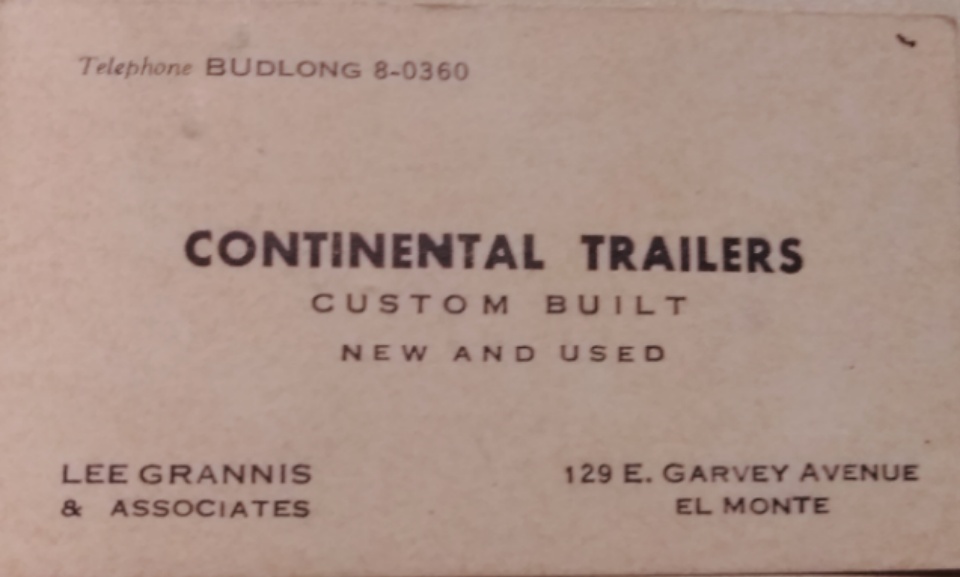 Telephone BUDLONG 8-0360
CONTINENTAL TRAILERS
CUSTOM BUILT
NEW AND USED
LEE GRANNIS
& ASSOCIATES
129 E. GARVEY AVENUE
EL MONTE